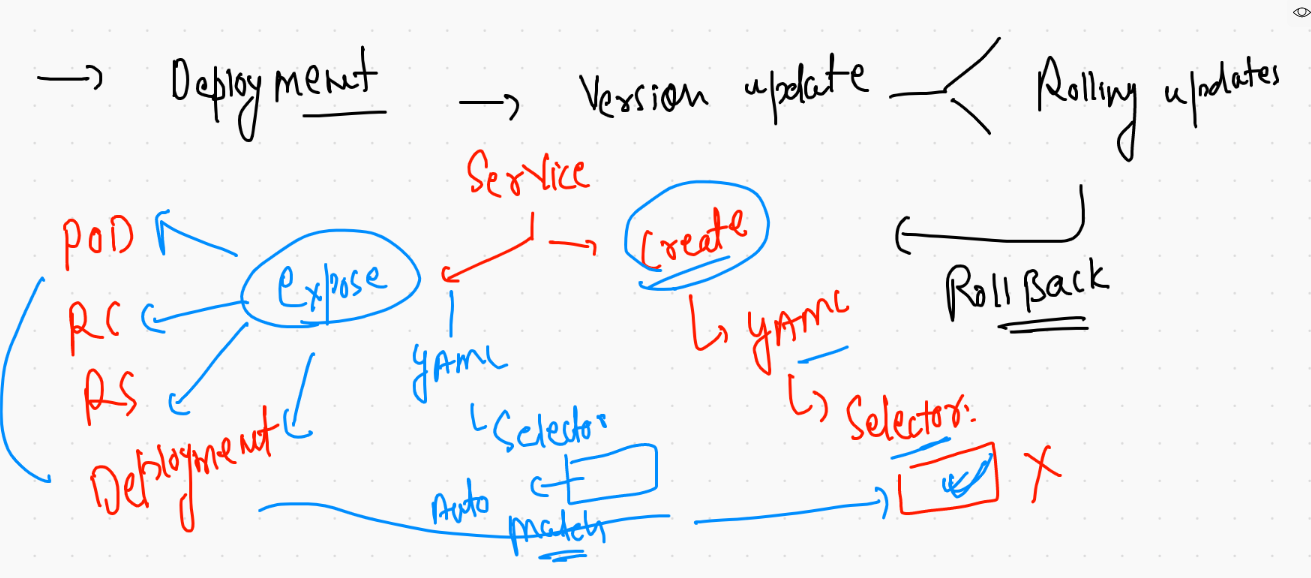 Deployment
Version update
Rolling updates
Service
POD
expose
Create
RollBack
RC
YAML
YAML
RS
Selector
Selector:
Deployment
Auto
match